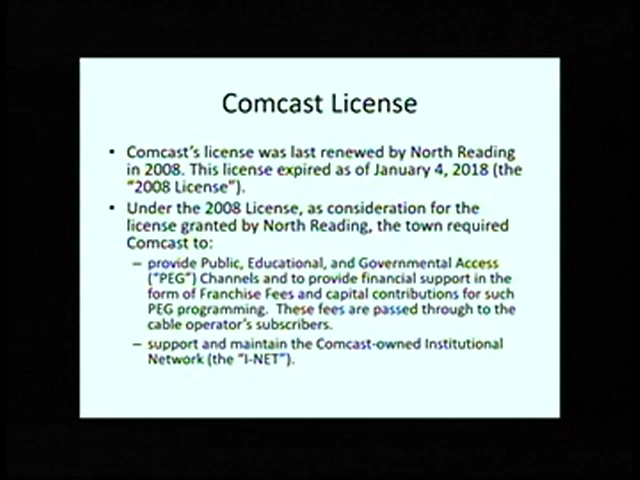 Comcast License
• Comcast's license was last renewed by North Reading
in 2008. This license expired as of January 4, 2018 (the
"2008 License").
• Under the 2008 License, as consideration for the
license granted by North Reading, the town required
Comcast to:
– provide Public, Educational, and Governmental Access
("PEG") Channels and to provide financial support in the
form of Franchise Fees and capital contributions for such
PEG programming. These fees are passed through to the
cable operator's subscribers.
– support and maintain the Comcast-owned Institutional
Network (the "I-NET").